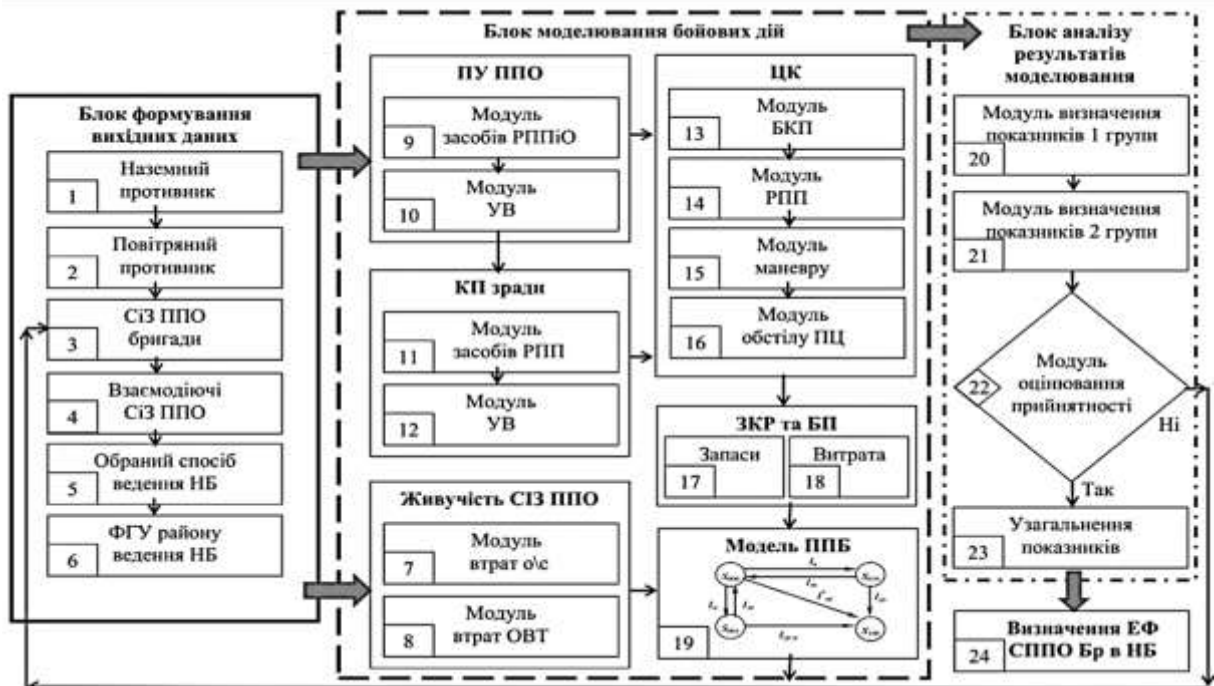 Блок формування
вихідних даних
Наземний
противник
1
Повітряний
противник
2
СіЗ ППО
бригади
3
Взаємодіючі
СіЗ ППО
4
Обраний спосіб
ведення НБ
5
ФГУ району
ведення НБ
6
Блок моделювання бойових дій
ПУ ППО
Модуль
засобів РППіО
9
Модуль
УВ
10
КП зради
Модуль
засобів РПП
11
Модуль
УВ
12
Живучість СІЗ ППО
Модуль
втрат о\с
7
Модуль
втрат ОВТ
8
ЦК
Модуль
БКП
13
Модуль
РПП
14
Модуль
маневру
15
Модуль
обстілу ПЦ
16
ЗКР та БП
Запаси
17
Витрата
18
Модель ППБ
19
Блок аналізу
результатів
моделювання
Модуль визначення
показників 1 групи
20
Модуль визначення
показників 2 групи
21
Модуль
оцінювання
прийнятності
22
Ні
Так
Узагальнення
показників
23
Визначення ЕФ
СППО Бр в НБ
24